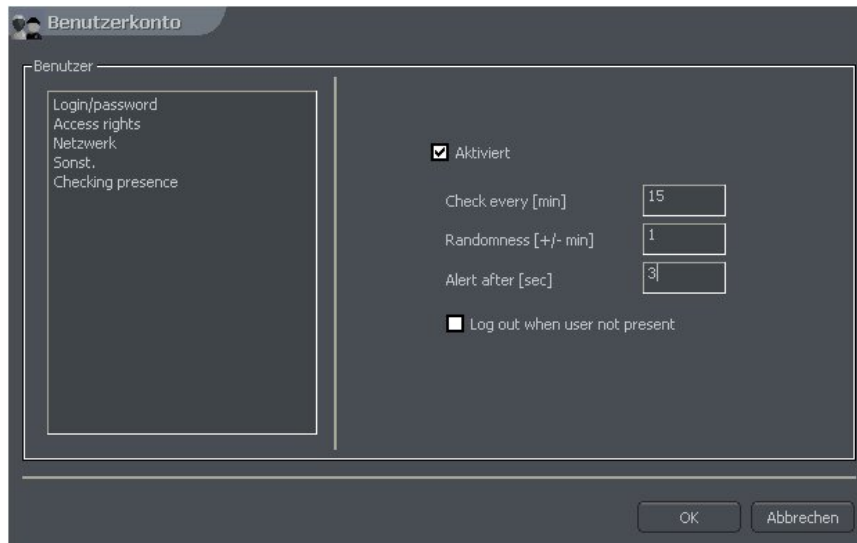 Benutzerkonto
Benutzer
Login/password
Access rights
Netzwerk
Sonst.
Checking presence
Aktiviert
Check every [min] 15
Randomness [+/- min] 1
Alert after [sec] 3
Log out when user not present
OK Abbrechen